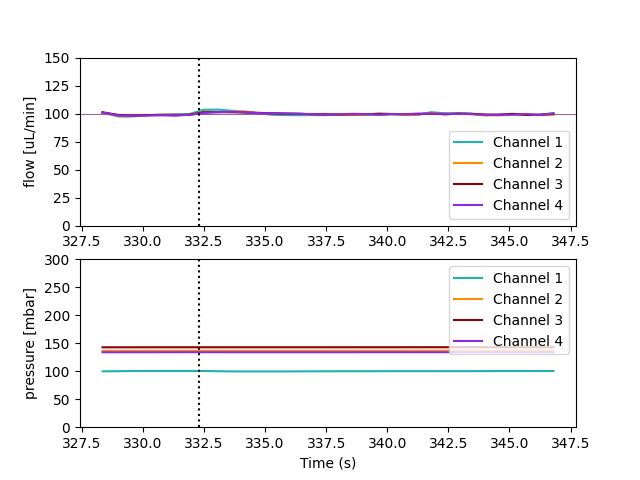 150
125
100
75
50
25
0
flow [uL/min]
Channel 1
Channel 2
Channel 3
Channel 4
327.5 330.0 332.5 335.0 337.5 340.0 342.5 345.0 347.5
300
250
200
150
100
50
0
pressure [mbar]
Channel 1
Channel 2
Channel 3
Channel 4
327.5 330.0 332.5 335.0 337.5 340.0 342.5 345.0 347.5
Time (s)